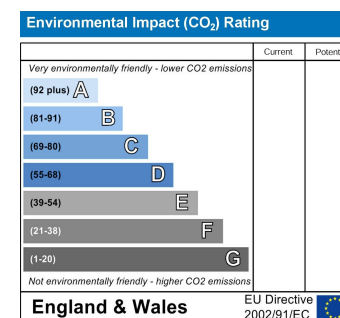 Environmental Impact (CO₂) Rating
Current Potent
Very environmentally friendly - lower CO2 emissions
(92 plus) A
(81-91) B
(69-80) C
(55-68) D
(39-54) E
(21-38) F
(1-20) G
Not environmentally friendly - higher CO2 emissions
England & Wales
EU Directive
2002/91/EC